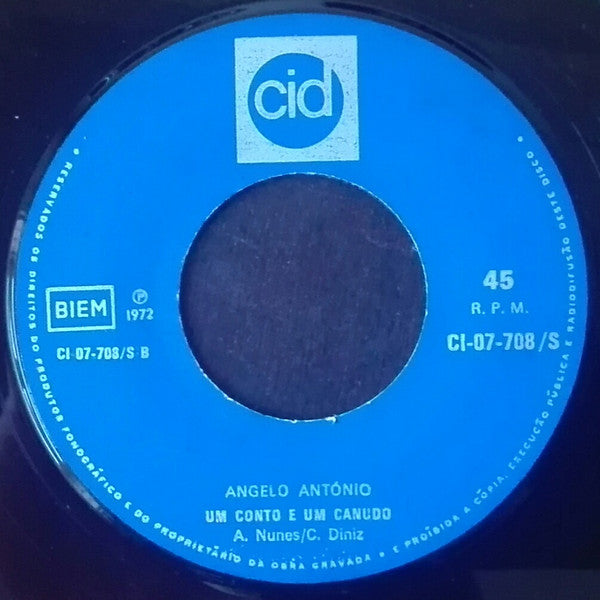 cid
BIEM
Ⓟ
1972
CI-07-708/S-B
45
R. P. M.
CI-07-708/S
ANGELO ANTÓNIO
UM CONTO E UM CANUDO
A. Nunes/C. Diniz
• RESERVADOS OS DIREITOS DO PRODUTOR FONOGRÁFICO E DO PROPRIETÁRIO DA OBRA GRAVADA • E PROÍBIDA A CÓPIA, EXECUÇÃO PÚBLICA E RADIODIFUSÃO DESTE DISCO